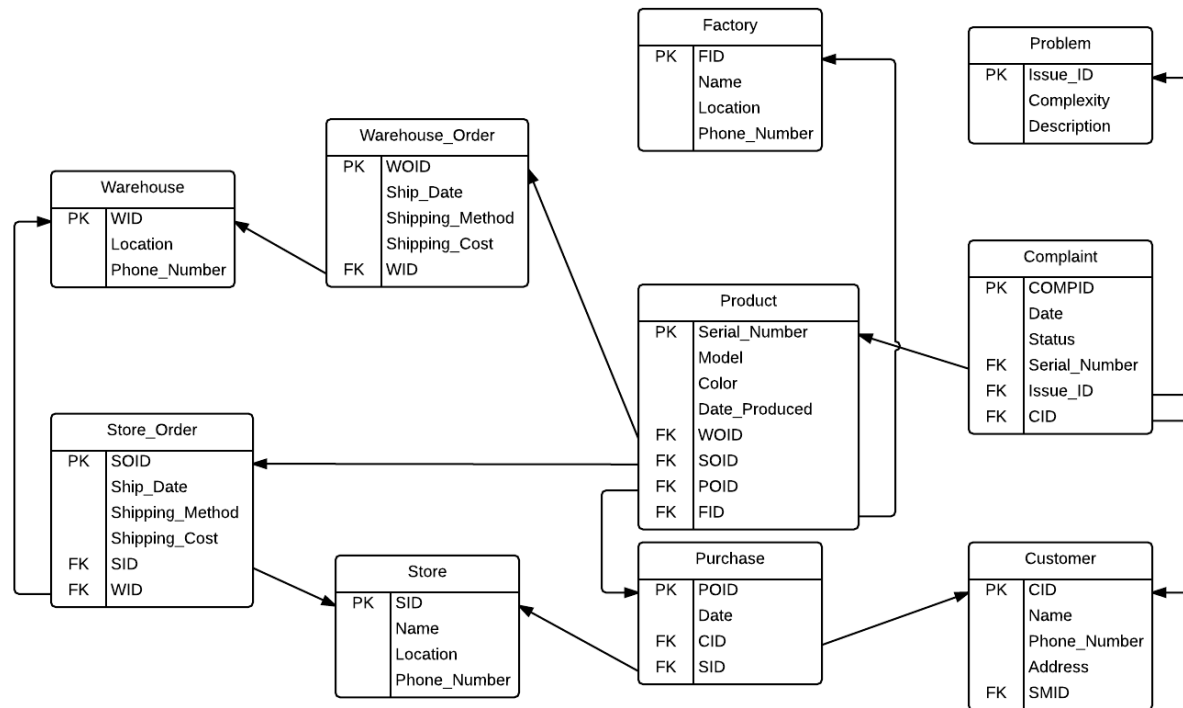 Factory
PK FID
Name
Location
Phone_Number
Problem
PK Issue_ID
Complexity
Description
Warehouse_Order
PK WOID
Ship_Date
Shipping_Method
Shipping_Cost
FK WID
Warehouse
PK WID
Location
Phone_Number
Complaint
PK COMPID
Date
Status
FK Serial_Number
FK Issue_ID
FK CID
Product
PK Serial_Number
Model
Color
Date_Produced
FK WOID
FK SOID
FK POID
FK FID
Store_Order
PK SOID
Ship_Date
Shipping_Method
Shipping_Cost
FK SID
FK WID
Store
PK SID
Name
Location
Phone_Number
Purchase
PK POID
Date
FK CID
FK SID
Customer
PK CID
Name
Phone_Number
Address
FK SMID